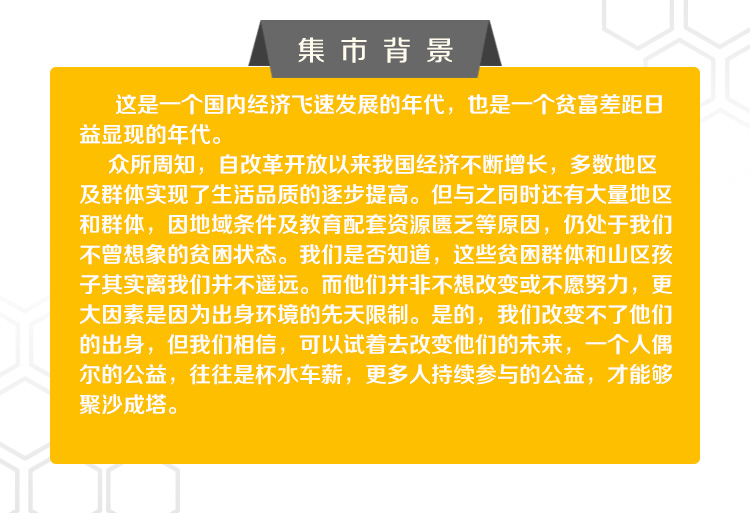 集市背景
这是一个国内经济飞速发展的年代，也是一个贫富差距日
益显现的年代。
众所周知，自改革开放以来我国经济不断增长，多数地区
及群体实现了生活品质的逐步提高。但与之同时还有大量地区
和群体，因地域条件及教育配套资源匮乏等原因，仍处于我们
不曾想象的贫困状态。我们是否知道，这些贫困群体和山区孩
子其实离我们并不遥远。而他们并非不想改变或不愿努力，更
大因素是因为出身环境的先天限制。是的，我们改变不了他们
的出身，但我们相信，可以试着去改变他们的未来，一个人偶
尔的公益，往往是杯水车薪，更多人持续参与的公益，才能够
聚沙成塔。